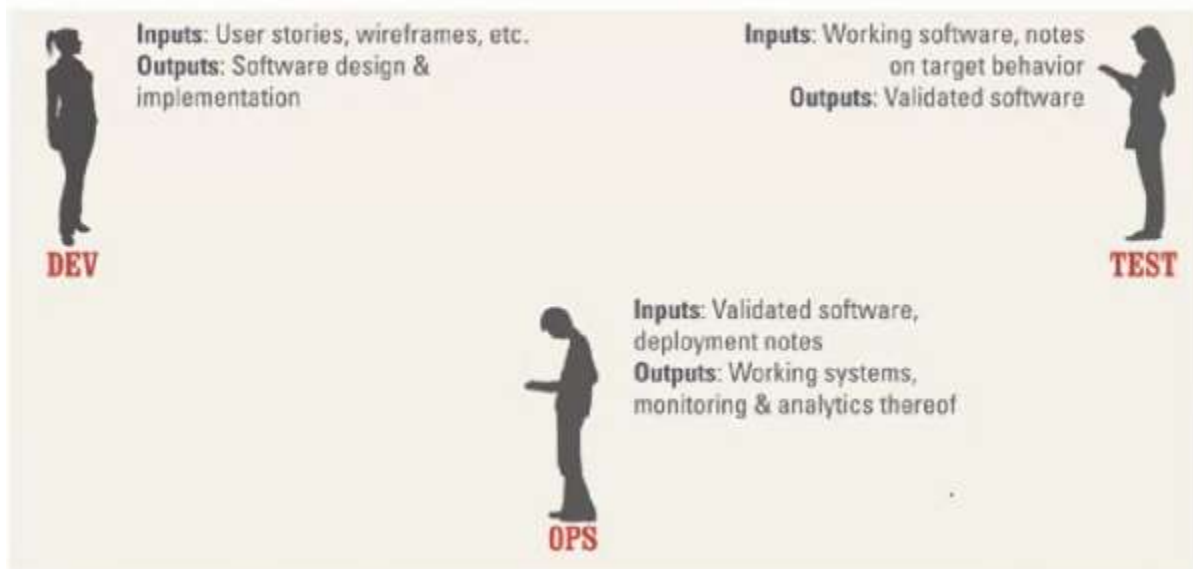 Inputs: User stories, wireframes, etc.
Outputs: Software design &
implementation
DEV
Inputs: Working software, notes
on target behavior
Outputs: Validated software
TEST
Inputs: Validated software,
deployment notes
Outputs: Working systems,
monitoring & analytics thereof
OPS